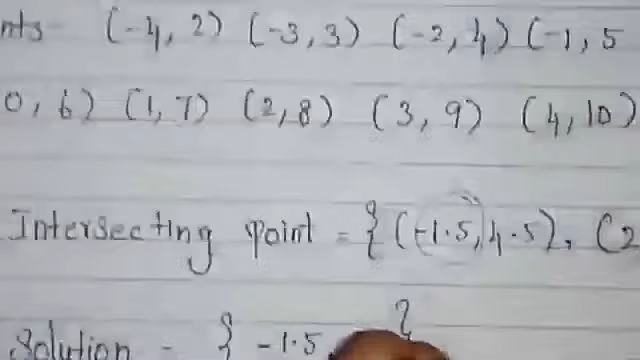 nts- (-4, 2) (-3, 3) (-2, 4) (-1, 5
0, 6) (1, 7) (2, 8) (3, 9) (4, 10)
Intersecting point = {(-1.5, 4.5), (2
Solution - { -1.5 }